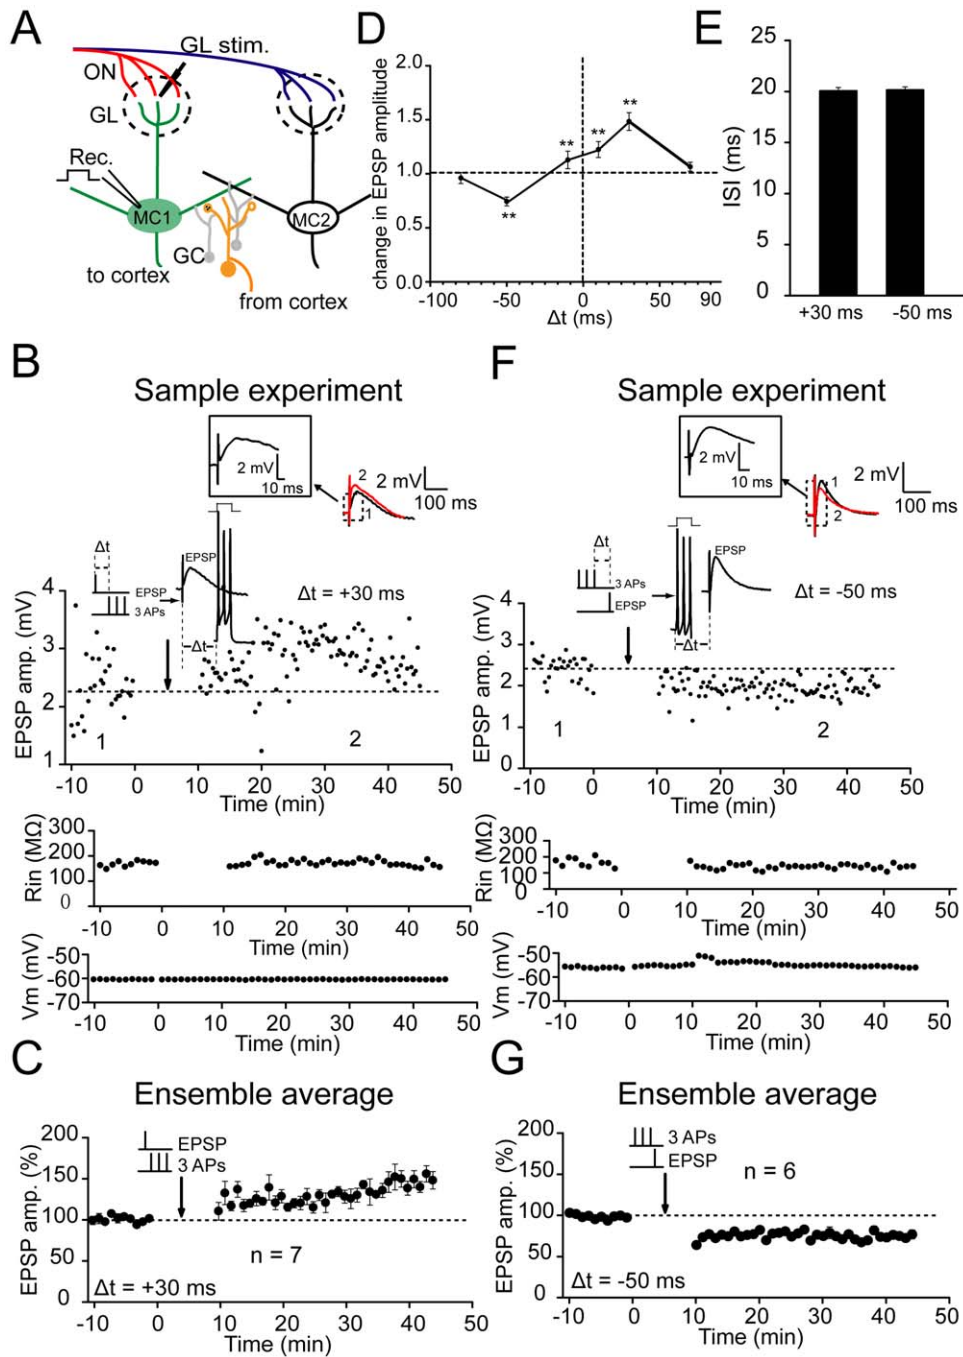 A
GL stim.
ON
GL
Rec.
MC1
MC2
GC
to cortex
from cortex
D
change in EPSP amplitude
2.0
1.5
1.0
0.5
0.0
**
**
**
**
-100
-50
0
50
90
Δt (ms)
E
ISI (ms)
25
20
15
10
5
0
+30 ms
-50 ms
B
Sample experiment
2 mV
10 ms
2
1
2 mV
100 ms
Δt
EPSP
3 APs
EPSP
Δt
Δt = +30 ms
EPSP amp. (mV)
4
3
2
1
1
2
-10 0 10 20 30 40 50
Time (min)
Rin (MΩ)
300
200
100
0
-10 0 10 20 30 40 50
Time (min)
Vm (mV)
-50
-60
-70
-10 0 10 20 30 40 50
Time (min)
F
Sample experiment
2 mV
10 ms
1
2
2 mV
100 ms
Δt
3 APs
EPSP
EPSP
Δt
Δt = -50 ms
EPSP amp. (mV)
4
3
2
1
0
1
2
-10 0 10 20 30 40 50
Time (min)
Rin (MΩ)
300
200
100
0
-10 0 10 20 30 40 50
Time (min)
Vm (mV)
-50
-60
-70
-10 0 10 20 30 40 50
Time (min)
C
Ensemble average
EPSP
3 APs
EPSP amp. (%)
200
150
100
50
0
n = 7
Δt = +30 ms
-10 0 10 20 30 40 50
Time (min)
G
Ensemble average
3 APs
EPSP
n = 6
EPSP amp. (%)
200
150
100
50
0
Δt = -50 ms
-10 0 10 20 30 40 50
Time (min)